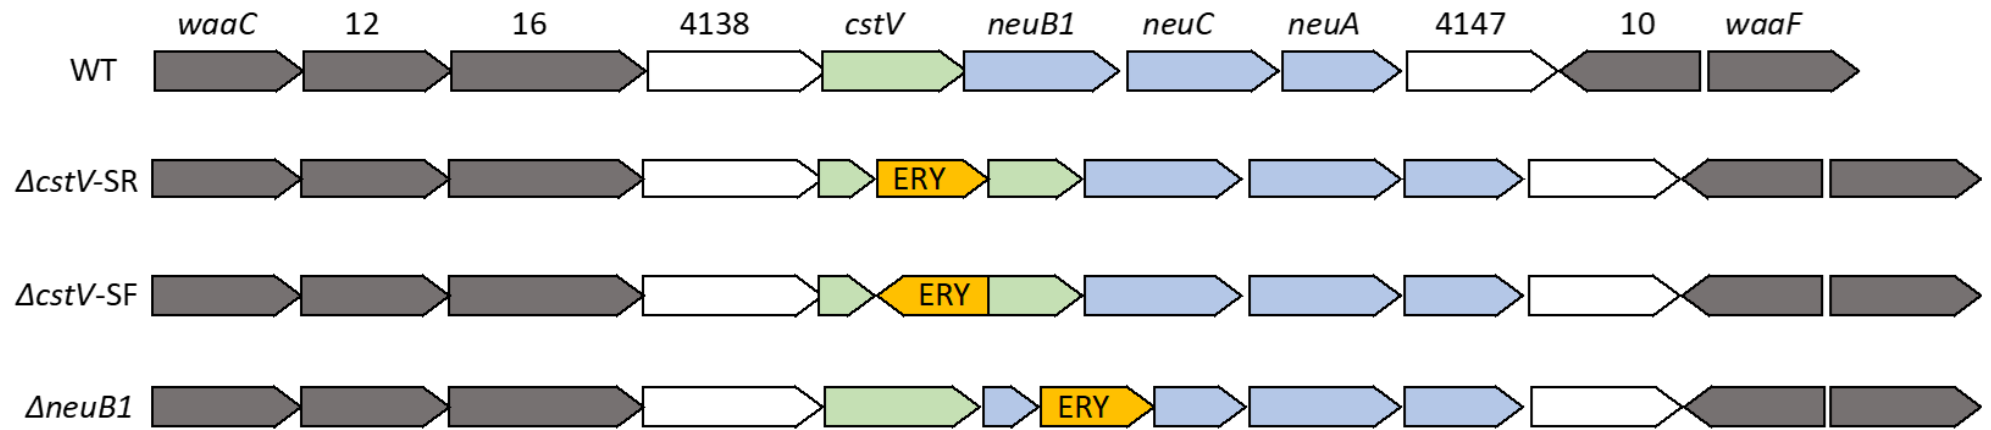 waaC 12 16 4138 cstV neuB1 neuC neuA 4147 10 waaF
WT
ΔcstV-SR ERY
ΔcstV-SF ERY
ΔneuB1 ERY